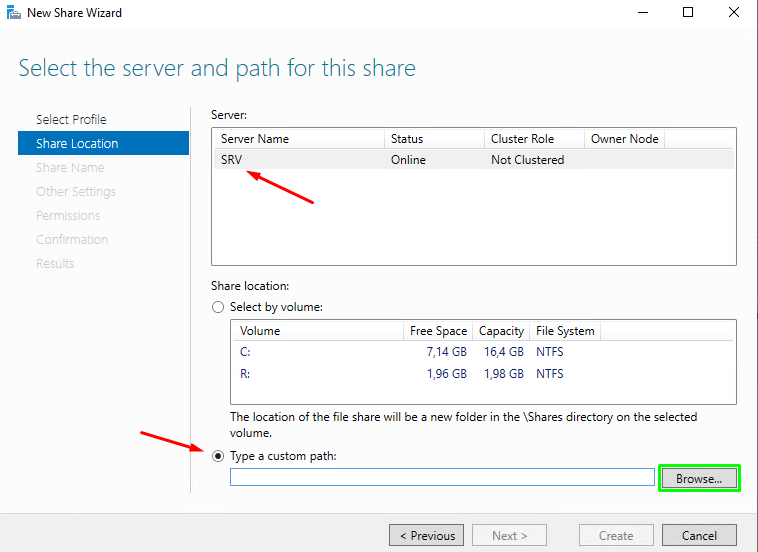 New Share Wizard
Select the server and path for this share
Select Profile
Share Location
Share Name
Other Settings
Permissions
Confirmation
Results
Server:
Server Name Status Cluster Role Owner Node
SRV Online Not Clustered
Share location:
Select by volume:
Volume Free Space Capacity File System
C: 7,14 GB 16,4 GB NTFS
R: 1,96 GB 1,98 GB NTFS
The location of the file share will be a new folder in the \Shares directory on the selected
volume.
Type a custom path:
Browse...
< Previous Next > Create Cancel